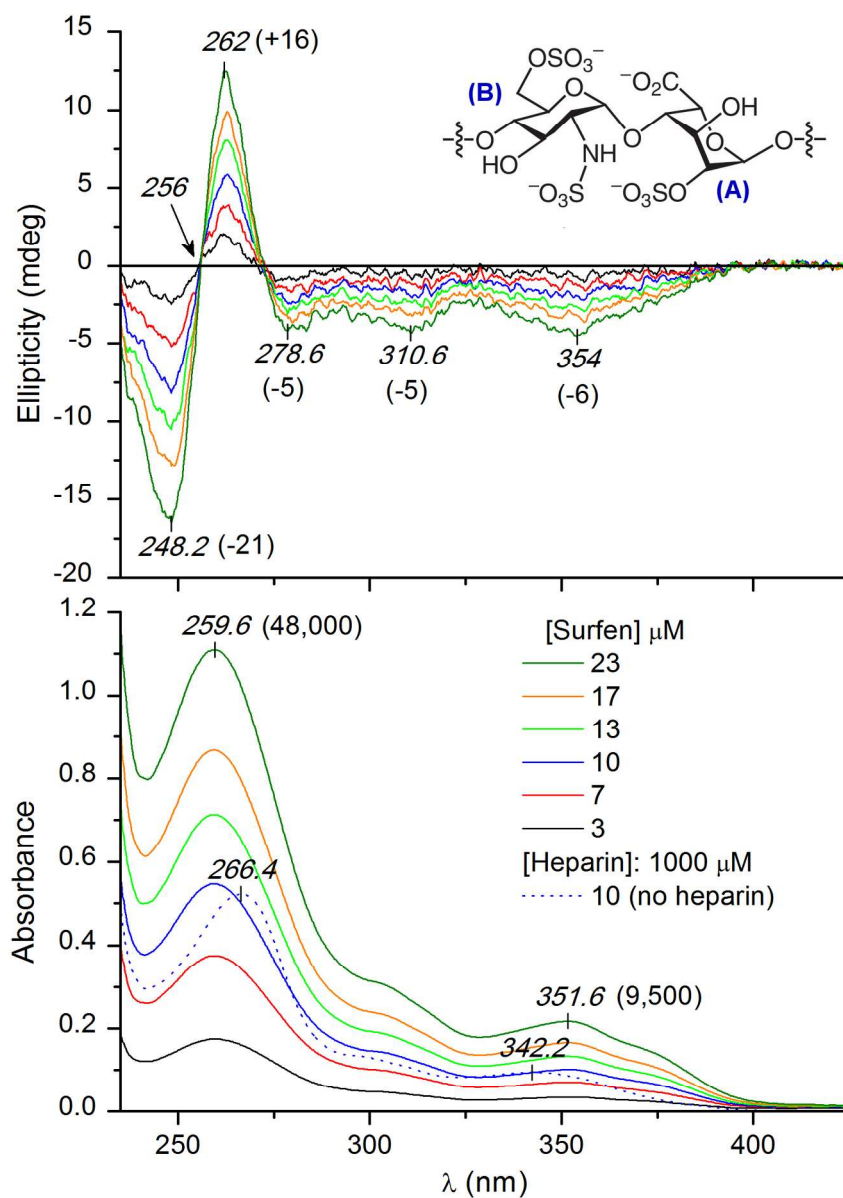 15
10
5
0
-5
-10
-15
-20
Ellipticity (mdeg)
262 (+16)
256
248.2 (-21)
278.6
(-5)
310.6
(-5)
354
(-6)
OSO₃⁻
(B)
O
⁻O₂C
OH
O
O
O
O
HO
NH
⁻O₃S
⁻O₃SO
(A)
1.2
1.0
0.8
0.6
0.4
0.2
0.0
Absorbance
259.6 (48,000)
266.4
351.6 (9,500)
342.2
[Surfen] μM
23
17
13
10
7
3
[Heparin]: 1000 μM
10 (no heparin)
250
300
350
400
λ (nm)